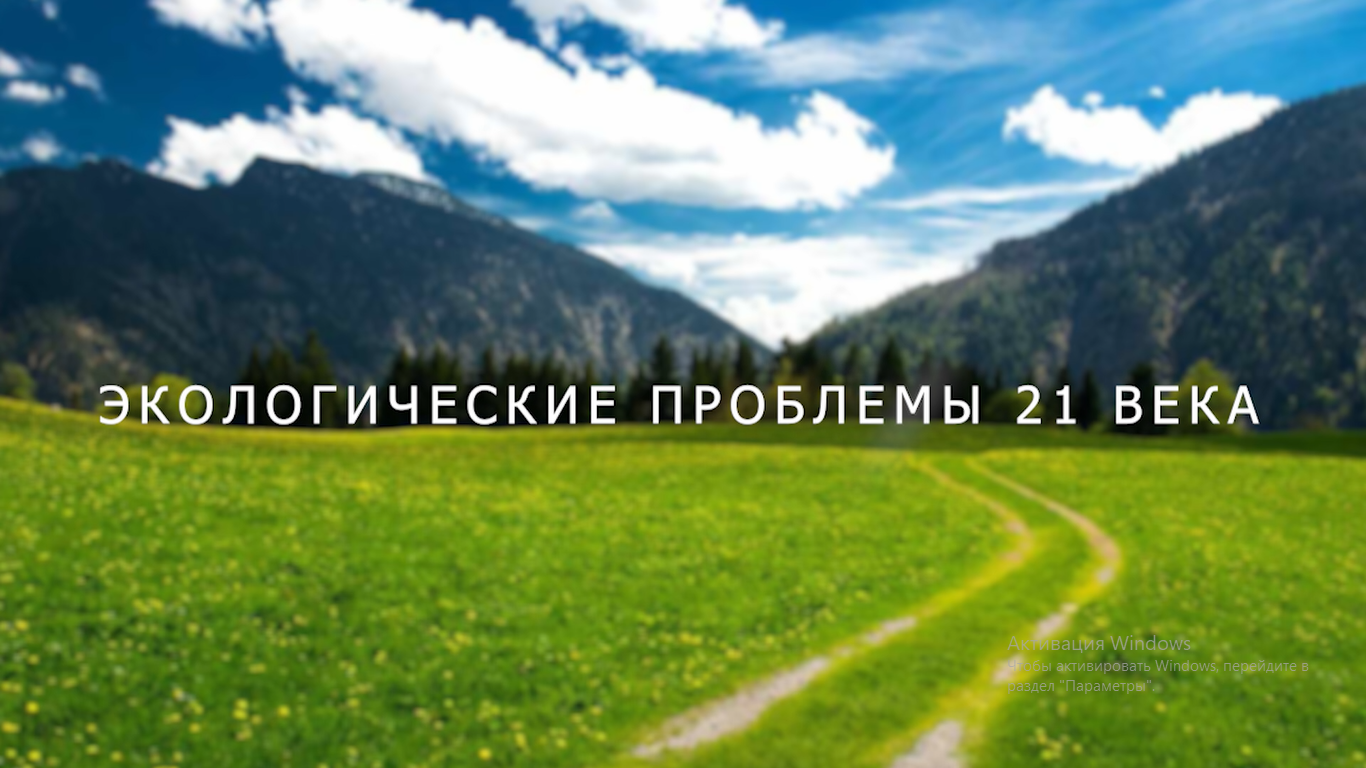 ЭКОЛОГИЧЕСКИЕ ПРОБЛЕМЫ 21 ВЕКА
Активация Windows
Чтобы активировать Windows, перейдите в
раздел "Параметры".